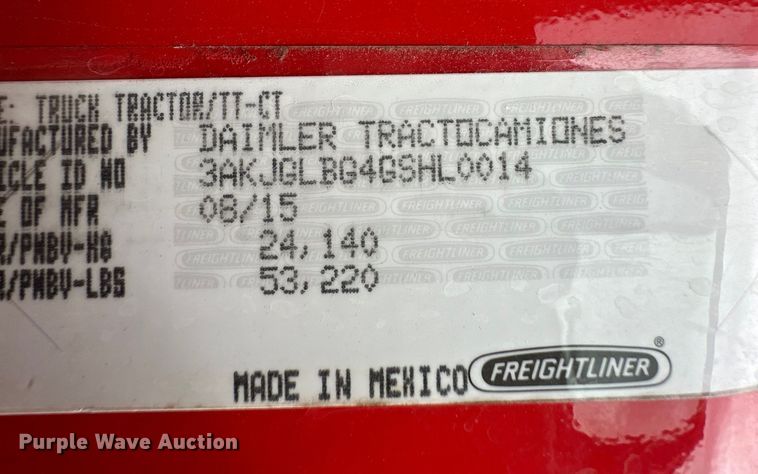 E: TRUCK TRACTOR/TT-CT
UFACTURED BY DAIMLER TRACTOCAMIONES
ICLE ID NO 3AKJGLBG4GSHL0014
E OF MFR 08/15
R/PNBV-KG 24,140
R/PNBV-LBS 53,220
MADE IN MEXICO FREIGHTLINER®
Purple Wave Auction